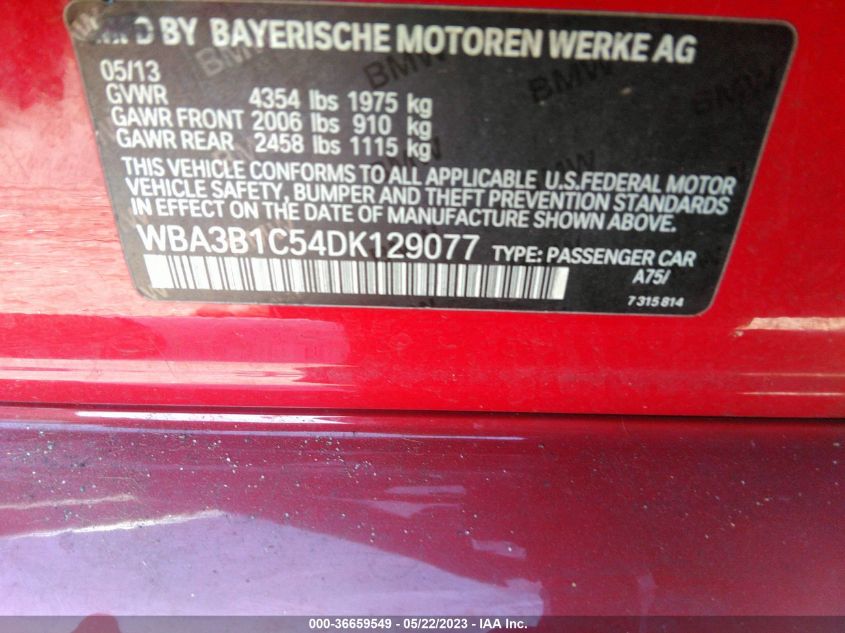 MFD BY BAYERISCHE MOTOREN WERKE AG
05/13
GVWR 4354 lbs 1975 kg
GAWR FRONT 2006 lbs 910 kg
GAWR REAR 2458 lbs 1115 kg
THIS VEHICLE CONFORMS TO ALL APPLICABLE U.S.FEDERAL MOTOR
VEHICLE SAFETY, BUMPER AND THEFT PREVENTION STANDARDS
IN EFFECT ON THE DATE OF MANUFACTURE SHOWN ABOVE.
WBA3B1C54DK129077 TYPE: PASSENGER CAR
A75/
7 315 814
000-36659549 - 05/22/2023 - IAA Inc.